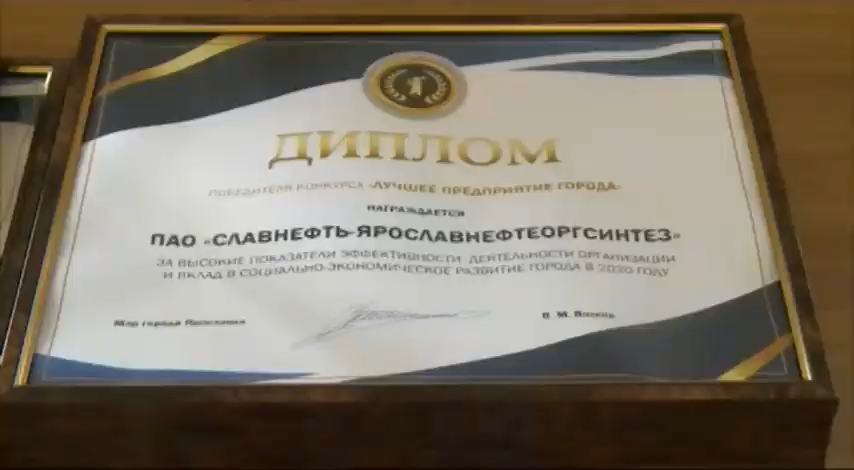 ДИПЛОМ
ПОБЕДИТЕЛЯ КОНКУРСА «ЛУЧШЕЕ ПРЕДПРИЯТИЕ ГОРОДА»
НАГРАЖДАЕТСЯ
ПАО «СЛАВНЕФТЬ-ЯРОСЛАВНЕФТЕОРГСИНТЕЗ»
ЗА ВЫСОКИЕ ПОКАЗАТЕЛИ ЭФФЕКТИВНОСТИ ДЕЯТЕЛЬНОСТИ ОРГАНИЗАЦИИ
И ВКЛАД В СОЦИАЛЬНО-ЭКОНОМИЧЕСКОЕ РАЗВИТИЕ ГОРОДА В 2020 ГОДУ
Мэр города Ярославля В. М. Волков